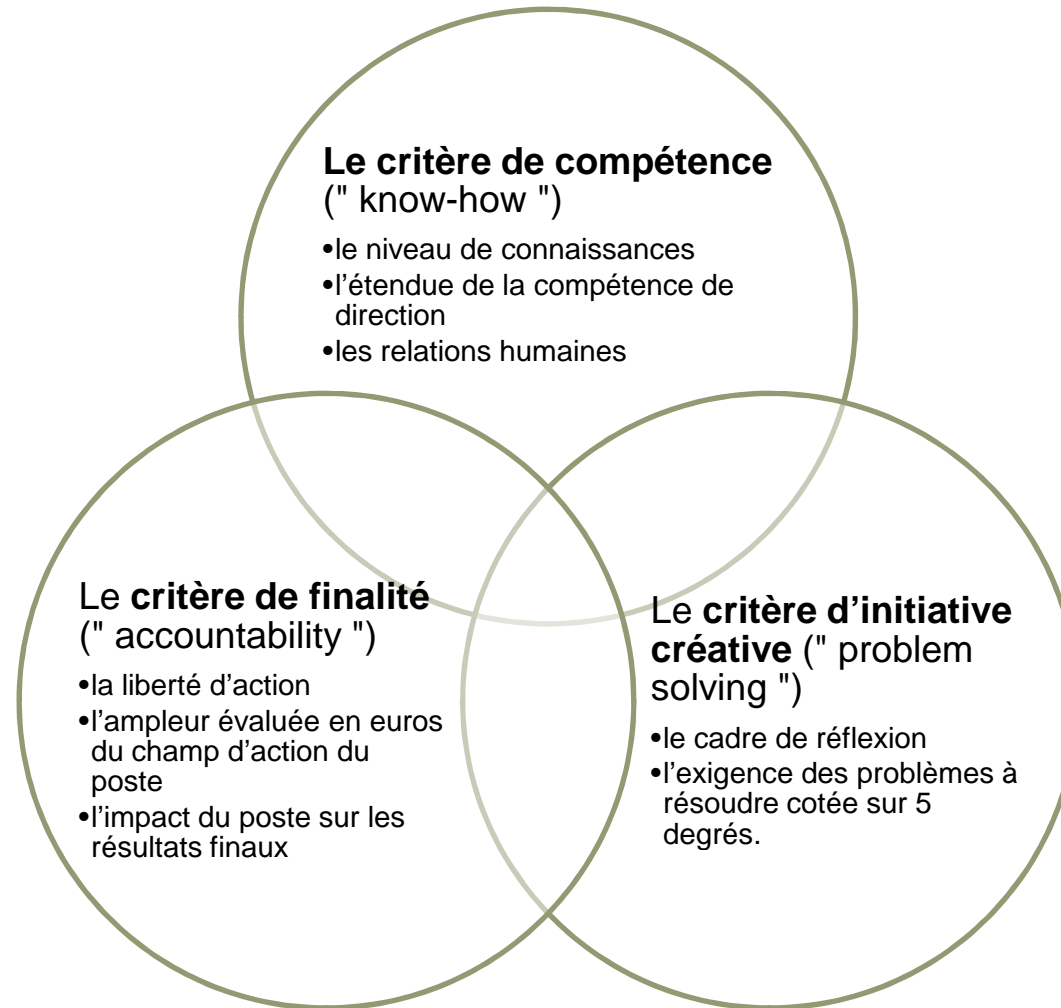 Le critère de compétence
(" know-how ")
•le niveau de connaissances
•l’étendue de la compétence de
direction
•les relations humaines
Le critère de finalité
(" accountability ")
•la liberté d’action
•l’ampleur évaluée en euros
du champ d’action du
poste
•l’impact du poste sur les
résultats finaux
Le critère d’initiative
créative (" problem
solving ")
•le cadre de réflexion
•l’exigence des problèmes à
résoudre cotée sur 5
degrés.